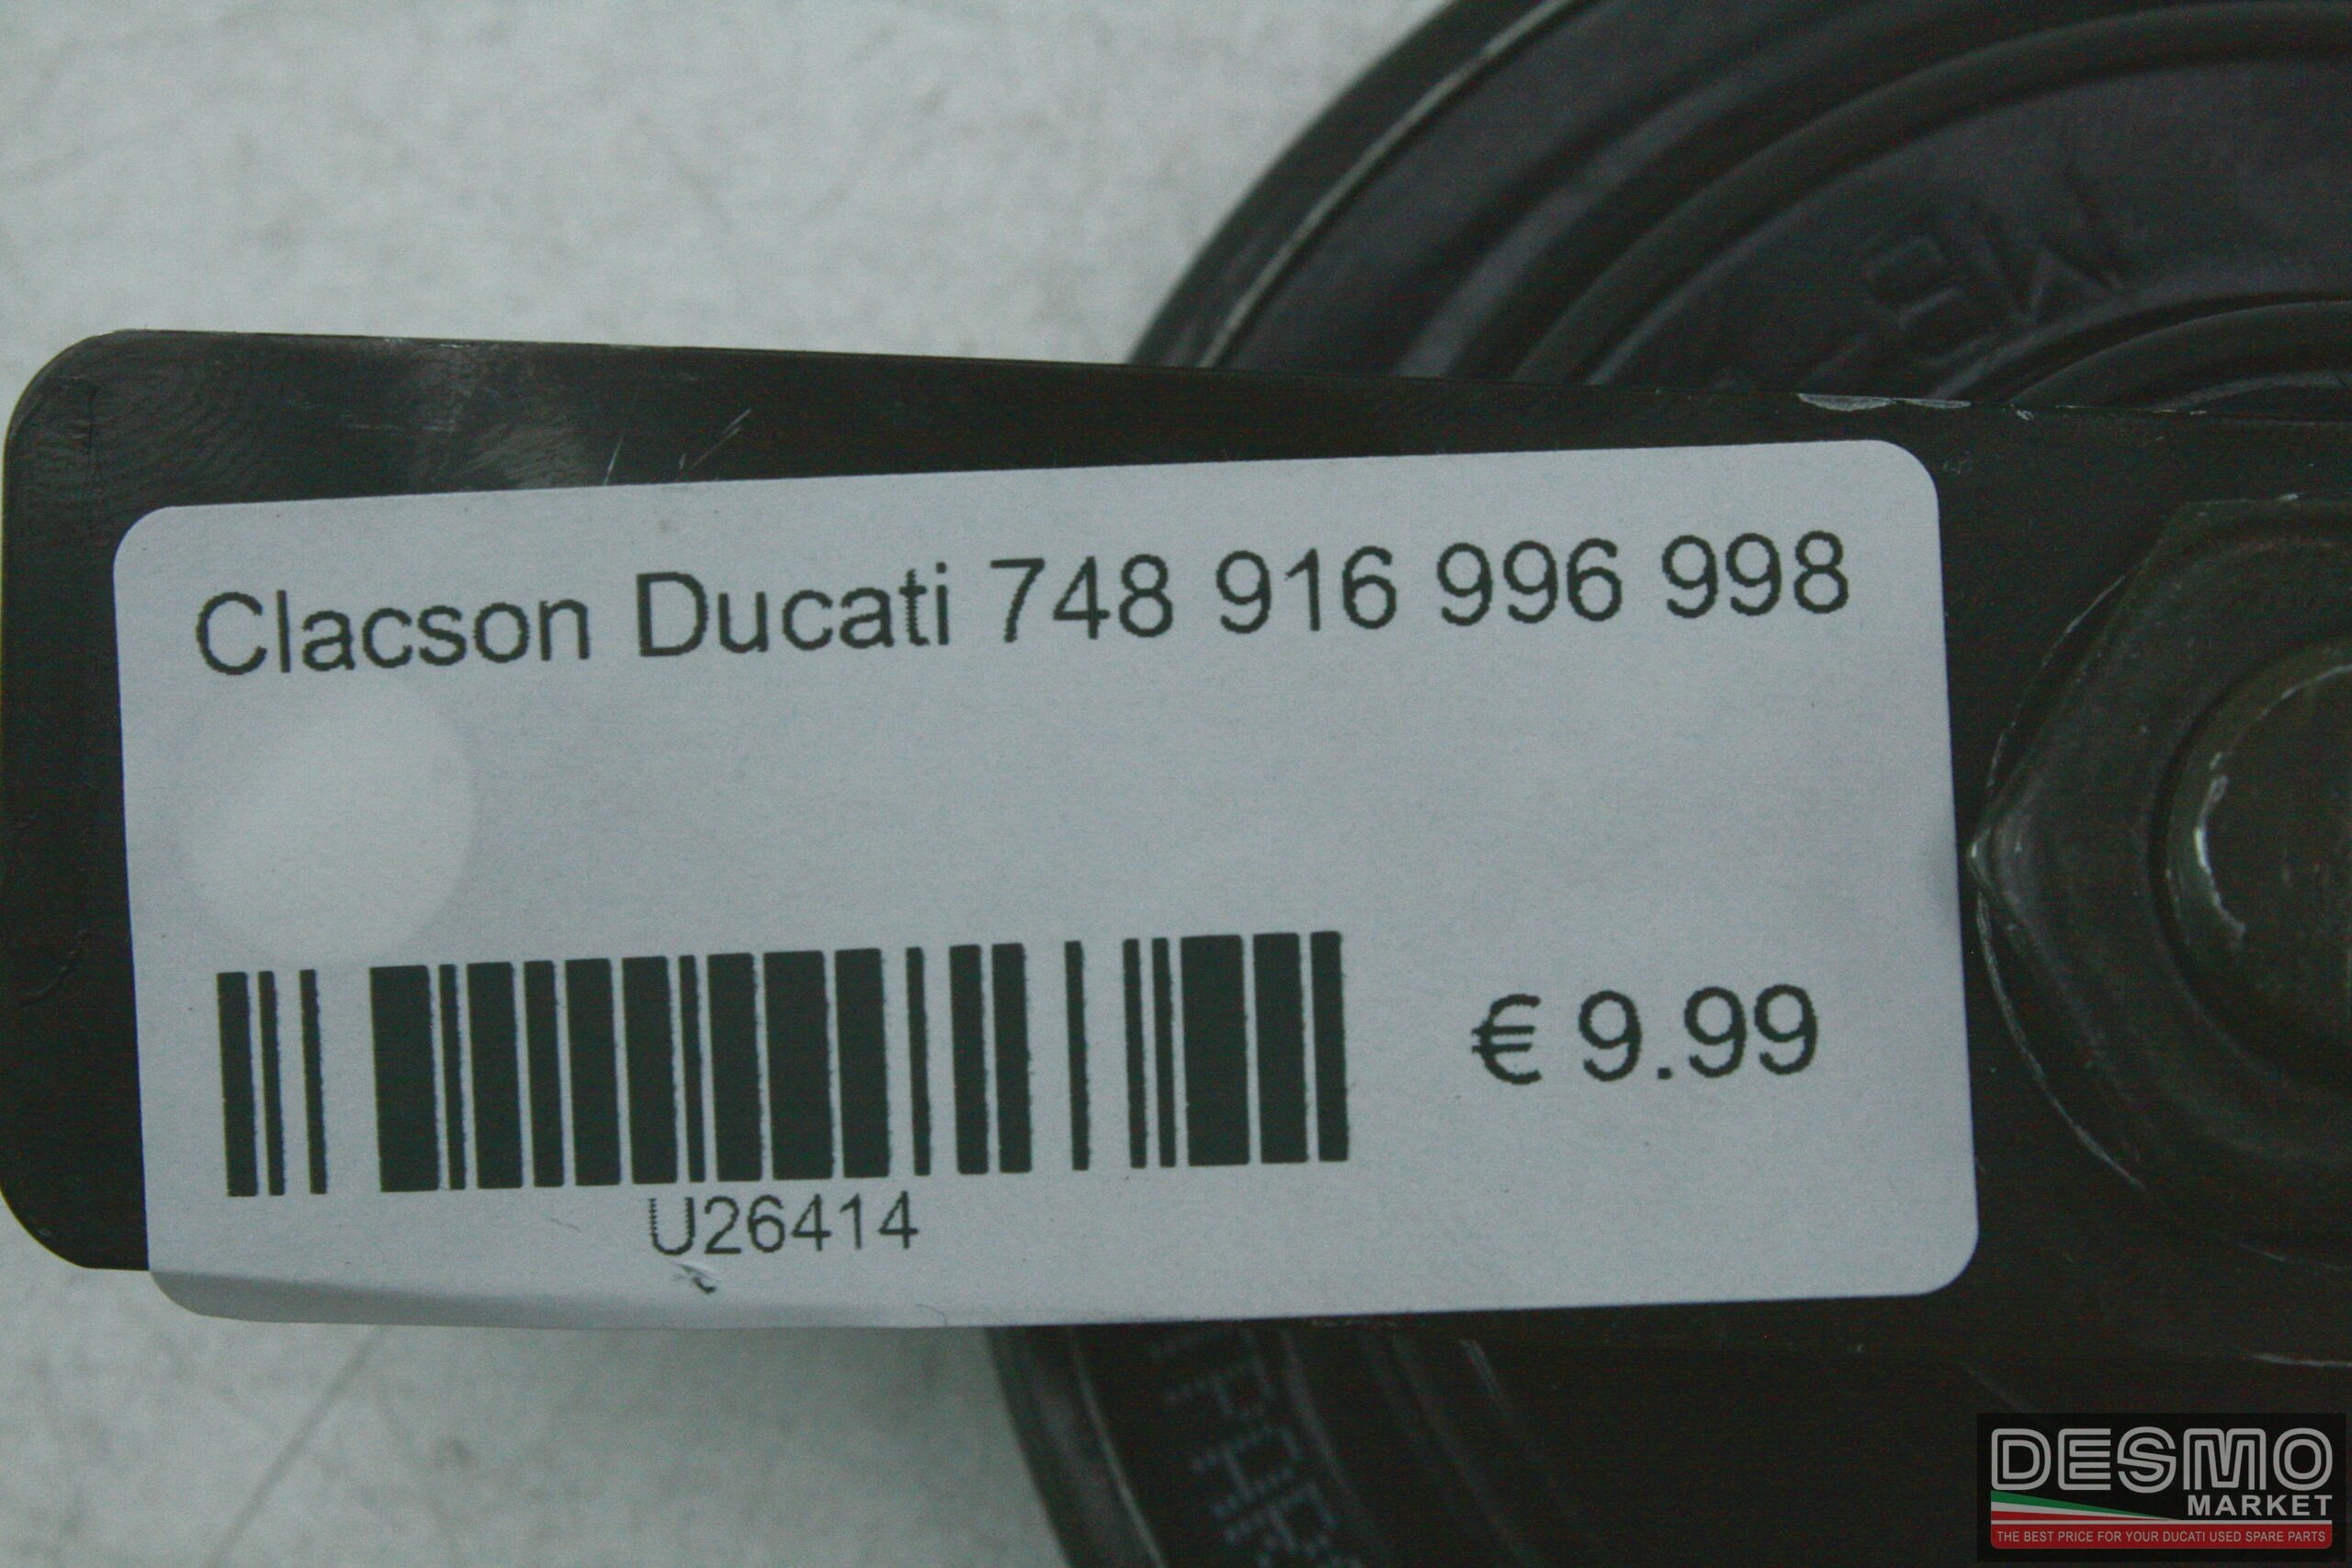 Clacson Ducati 748 916 996 998
€ 9.99
U26414
DESMO
MARKET
THE BEST PRICE FOR YOUR DUCATI USED SPARE PARTS